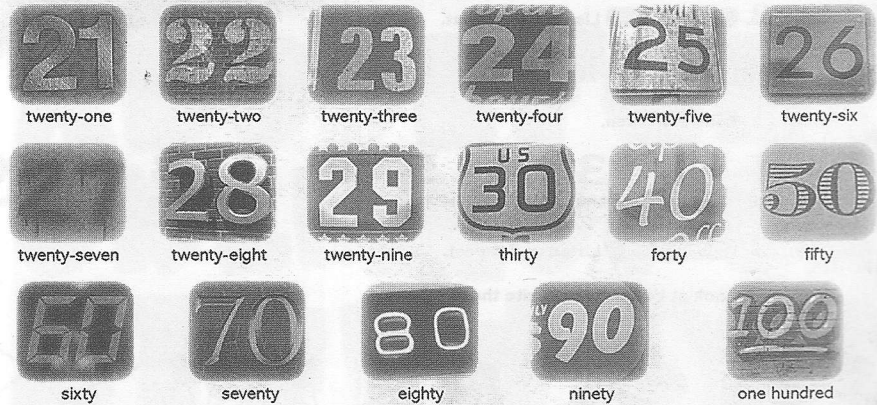 21 22 23 24 25 26
twenty-one twenty-two twenty-three twenty-four twenty-five twenty-six
27 28 29 US 30 40 50
twenty-seven twenty-eight twenty-nine thirty forty fifty
60 70 80 90 100
sixty seventy eighty ninety one hundred